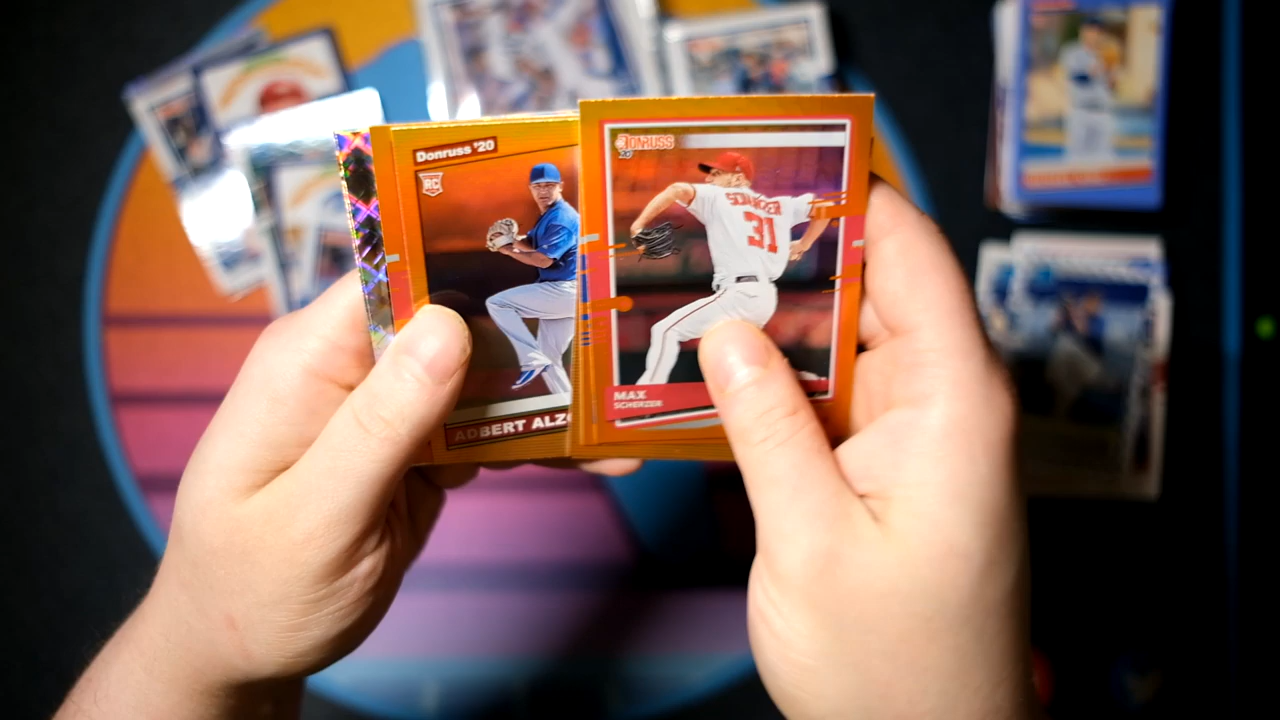 Donruss '20
RC
ADBERT ALZO
DONRUSS
20
SCHERZER
31
MAX
SCHERZER